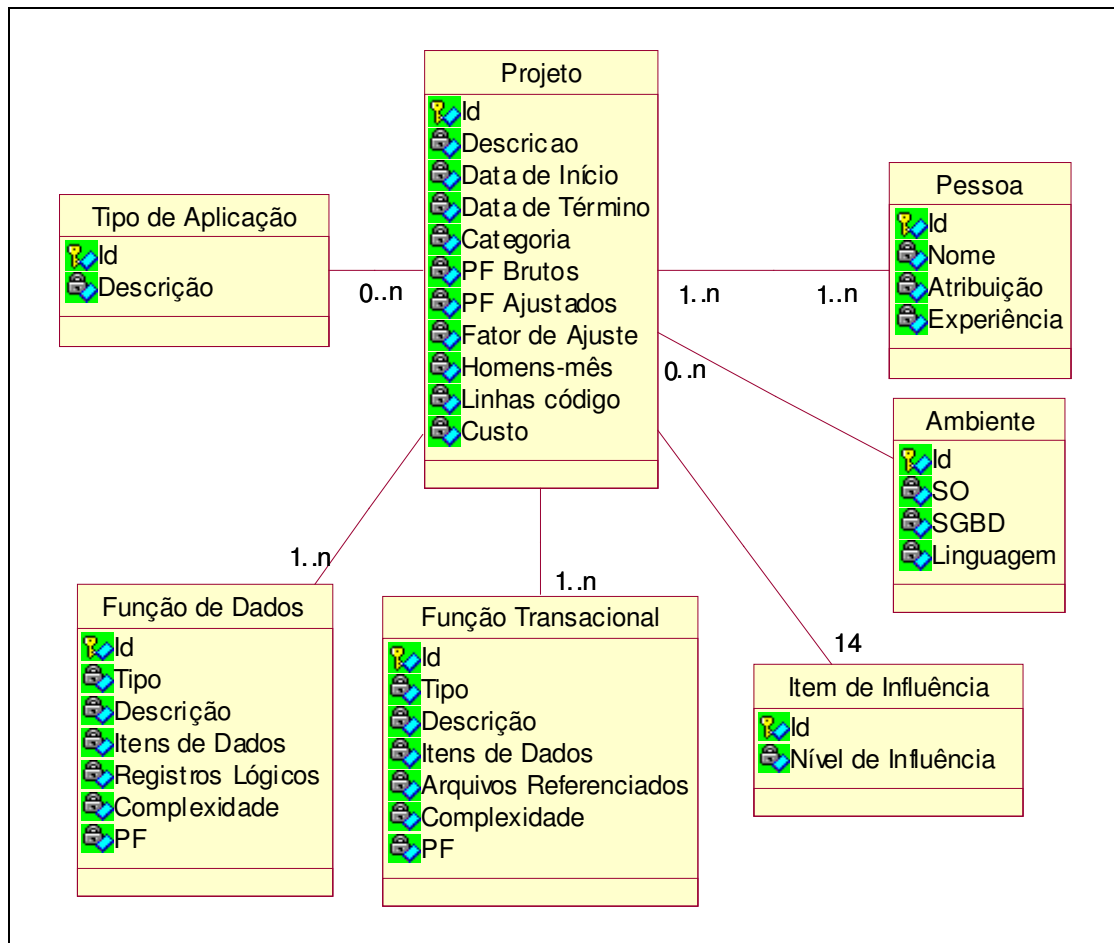 Projeto
Id
Descricao
Data de Início
Data de Término
Categoria
PF Brutos
PF Ajustados
Fator de Ajuste
Homens-mês
Linhas código
Custo
Tipo de Aplicação
Id
Descrição
0..n
Pessoa
Id
Nome
Atribuição
Experiência
1..n
1..n
0..n
Ambiente
Id
SO
SGBD
Linguagem
1..n
Função de Dados
Id
Tipo
Descrição
Itens de Dados
Registros Lógicos
Complexidade
PF
1..n
Função Transacional
Id
Tipo
Descrição
Itens de Dados
Arquivos Referenciados
Complexidade
PF
14
Item de Influência
Id
Nível de Influência